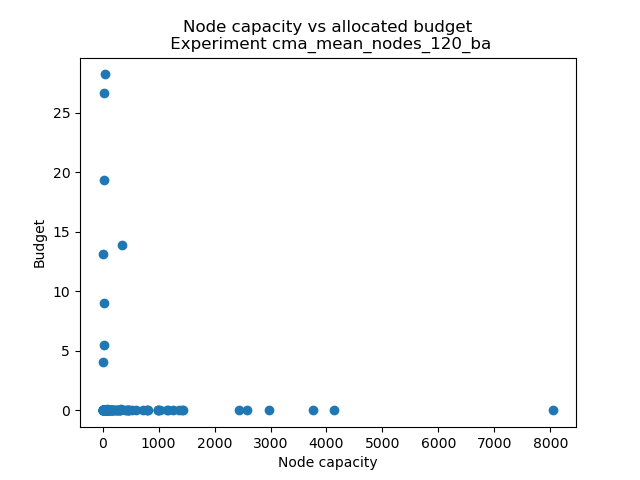 Node capacity vs allocated budget
Experiment cma_mean_nodes_120_ba
25
20
15
10
5
0
Budget
0 1000 2000 3000 4000 5000 6000 7000 8000
Node capacity